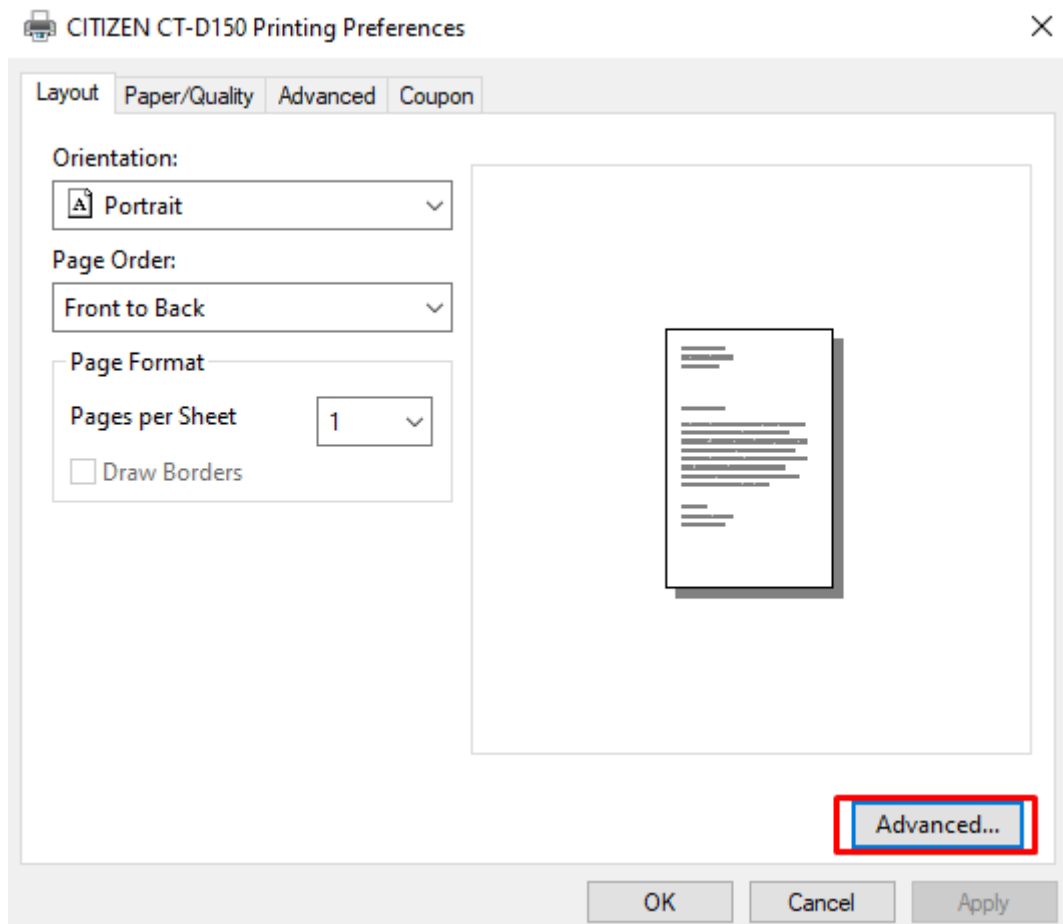 CITIZEN CT-D150 Printing Preferences
Layout Paper/Quality Advanced Coupon
Orientation:
Portrait
Page Order:
Front to Back
Page Format
Pages per Sheet 1
Draw Borders
Advanced...
OK Cancel Apply